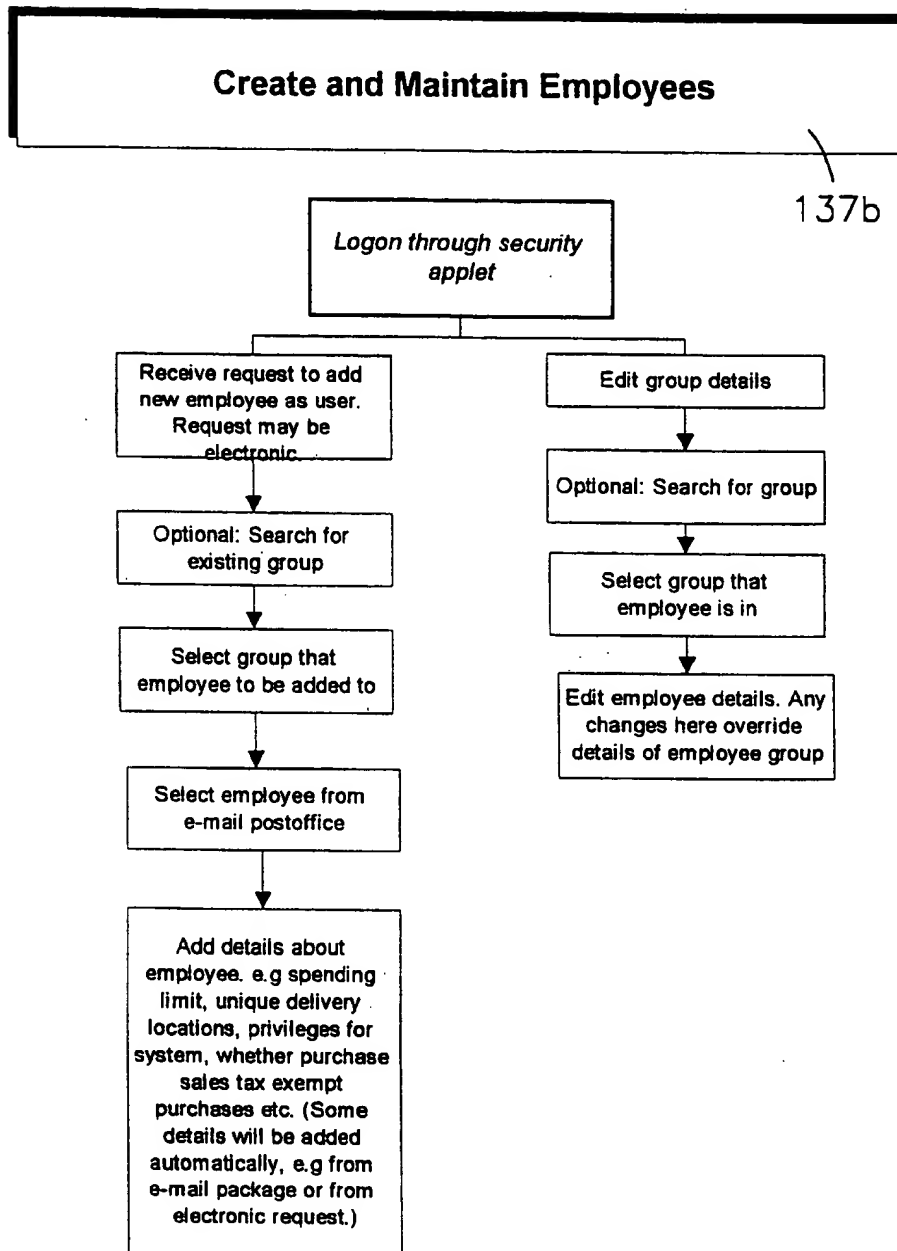 Create and Maintain Employees
137b
Logon through security
applet
Receive request to add
new employee as user.
Request may be
electronic
Optional: Search for
existing group
Select group that
employee to be added to
Select employee from
e-mail postoffice
Add details about
employee. e.g spending
limit, unique delivery
locations, privileges for
system, whether purchase
sales tax exempt
purchases etc. (Some
details will be added
automatically, e.g from
e-mail package or from
electronic request.)
Edit group details
Optional: Search for group
Select group that
employee is in
Edit employee details. Any
changes here override
details of employee group